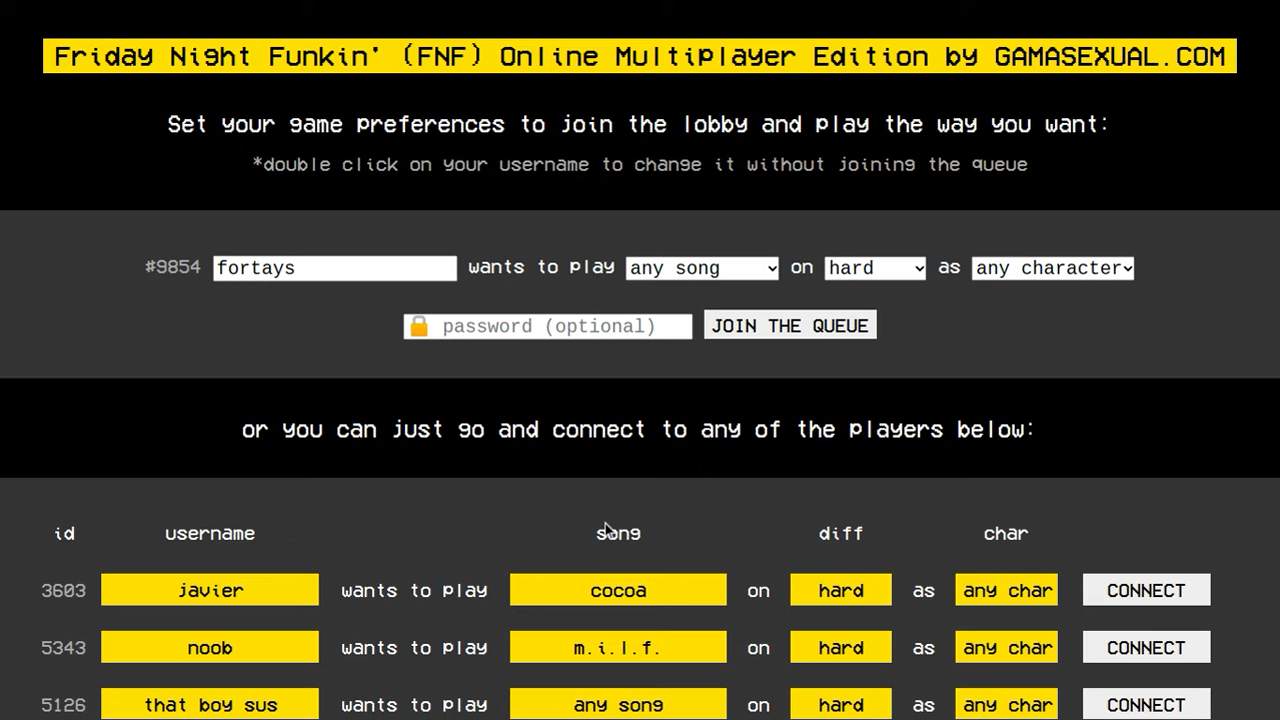 Friday Night Funkin' (FNF) Online Multiplayer Edition by GAMASEXUAL.COM
Set your game preferences to join the lobby and play the way you want:
*double click on your username to change it without joining the queue
#9854 fortays wants to play any song on hard as any character
password (optional) JOIN THE QUEUE
or you can just go and connect to any of the players below:
id username song diff char
3603 javier wants to play cocoa on hard as any char CONNECT
5343 noob wants to play m.i.l.f. on hard as any char CONNECT
5126 that boy sus wants to play any song on hard as any char CONNECT